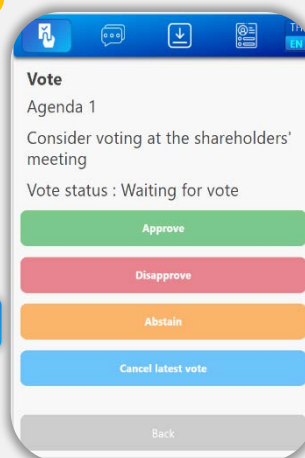 EN
Vote
Agenda 1
Consider voting at the shareholders'
meeting
Vote status : Waiting for vote
Approve
Disapprove
Abstain
Cancel latest vote
Back